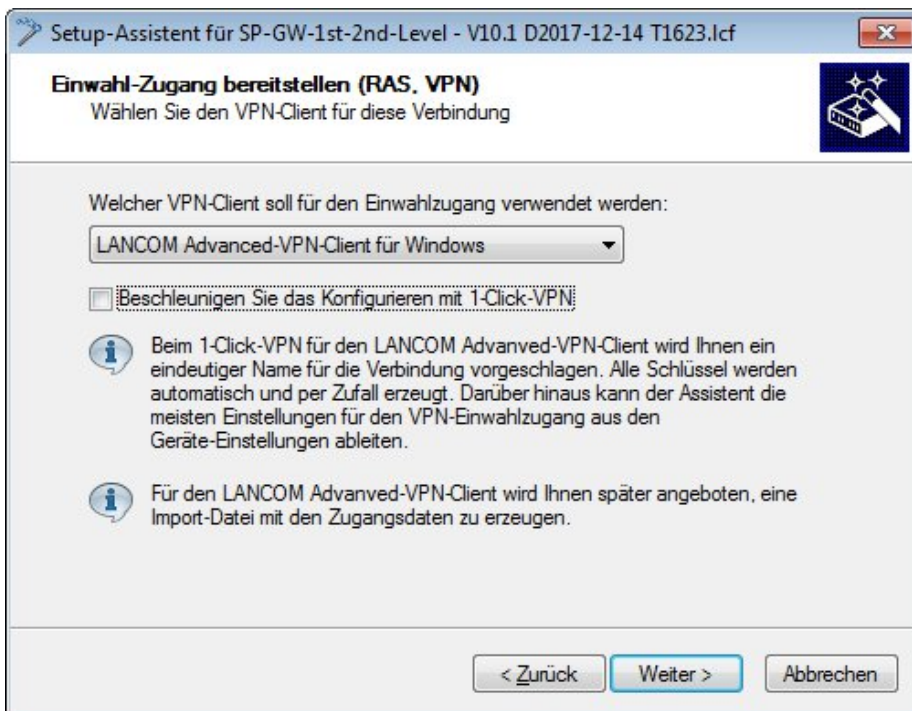 Setup-Assistent für SP-GW-1st-2nd-Level - V10.1 D2017-12-14 T1623.lcf
Einwahl-Zugang bereitstellen (RAS, VPN)
Wählen Sie den VPN-Client für diese Verbindung
Welcher VPN-Client soll für den Einwahlzugang verwendet werden:
LANCOM Advanced-VPN-Client für Windows
Beschleunigen Sie das Konfigurieren mit 1-Click-VPN
Beim 1-Click-VPN für den LANCOM Advanved-VPN-Client wird Ihnen ein
eindeutiger Name für die Verbindung vorgeschlagen. Alle Schlüssel werden
automatisch und per Zufall erzeugt. Darüber hinaus kann der Assistent die
meisten Einstellungen für den VPN-Einwahlzugang aus den
Geräte-Einstellungen ableiten.
Für den LANCOM Advanved-VPN-Client wird Ihnen später angeboten, eine
Import-Datei mit den Zugangsdaten zu erzeugen.
< Zurück Weiter > Abbrechen